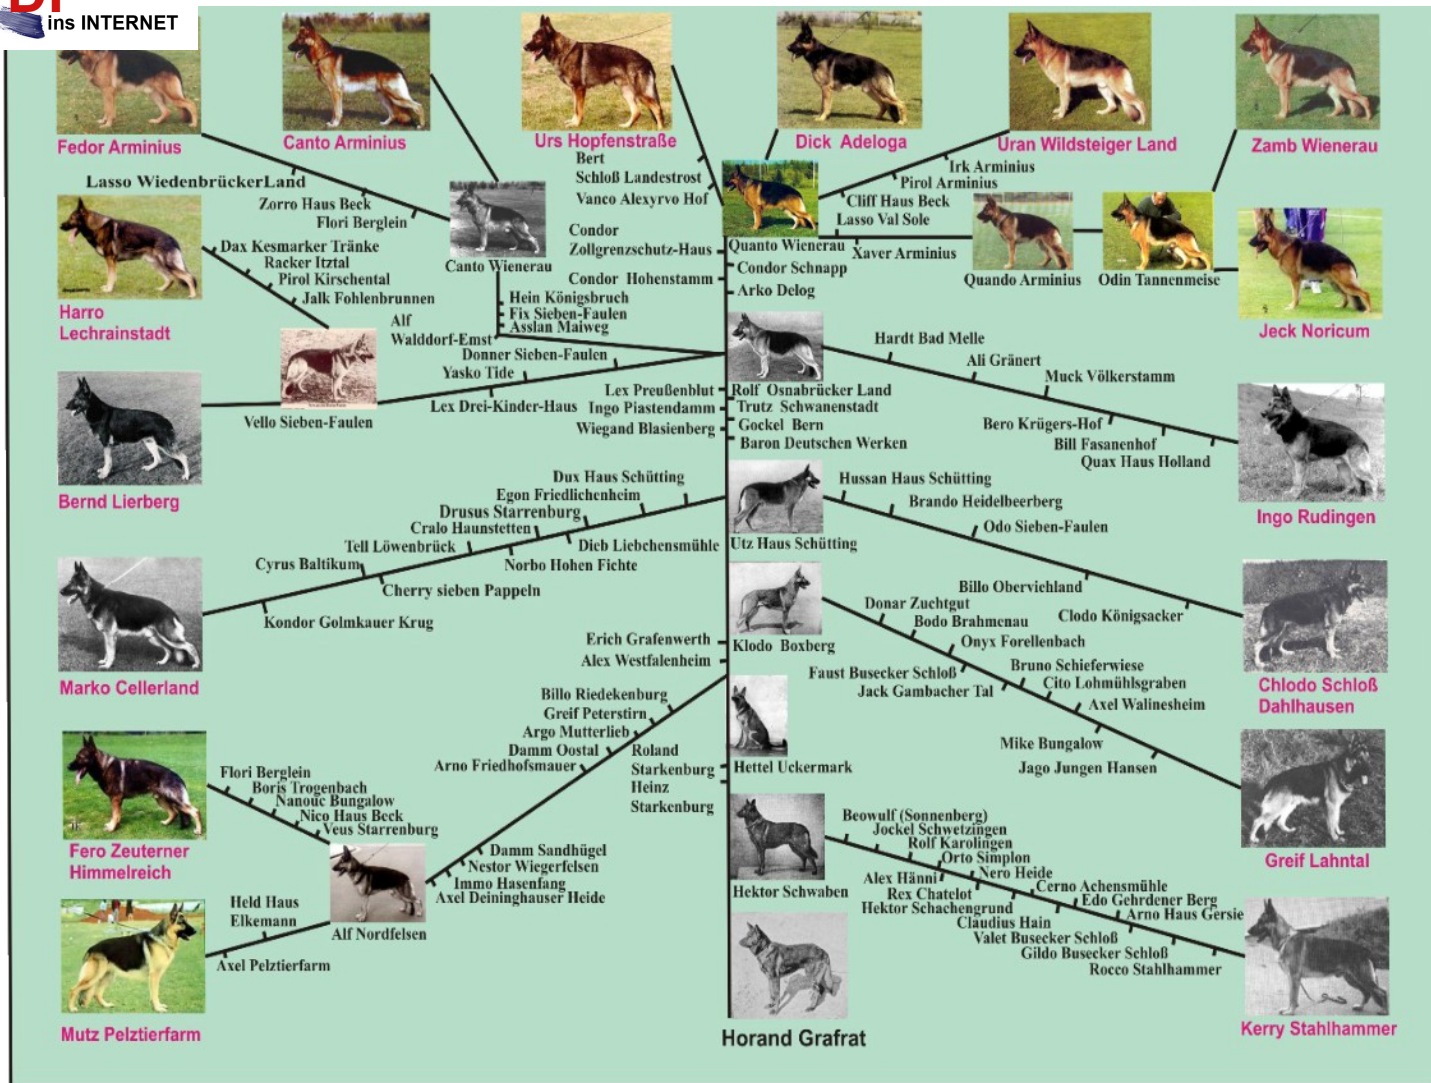 ins INTERNET
Fedor Arminius
Canto Arminius
Urs Hopfenstraße
Dick Adeloga
Uran Wildsteiger Land
Zamb Wienerau
Bert
Schloß Landestrost
Vanco Alexyrvo Hof
Irk Arminius
Pirol Arminius
Cliff Haus Beck
Lasso Val Sole
Lasso WiedenbrückerLand
Zorro Haus Beck
Flori Berglein
Condor
Zollgrenzschutz-Haus
Condor Hohenstamm
Quanto Wienerau
Xaver Arminius
Condor Schnapp
Arko Delog
Quando Arminius
Odin Tannenmeise
Jeck Noricum
Dax Kesmarker Tränke
Racker Itztal
Pirol Kirschental
Jalk Fohlenbrunnen
Harro
Lechrainstadt
Canto Wienerau
Hein Königsbruch
Fix Sieben-Faulen
Asslan Maiweg
Alf
Walddorf-Emst
Donner Sieben-Faulen
Yasko Tide
Lex Drei-Kinder-Haus
Vello Sieben-Faulen
Bernd Lierberg
Lex Preußenblut
Ingo Piastendamm
Wiegand Blasienberg
Rolf Osnabrücker Land
Trutz Schwanenstadt
Gockel Bern
Baron Deutschen Werken
Hardt Bad Melle
Ali Gränert
Muck Völkerstamm
Bero Krügers-Hof
Bill Fasanenhof
Quax Haus Holland
Ingo Rudingen
Dux Haus Schütting
Egon Friedlichenheim
Drusus Starrenburg
Cralo Haunstetten
Tell Löwenbrück
Cyrus Baltikum
Dieb Liebchensmühle
Norbo Hohen Fichte
Cherry sieben Pappeln
Kondor Golmkauer Krug
Marko Cellerland
Utz Haus Schütting
Hussan Haus Schütting
Brando Heidelbeerberg
Odo Sieben-Faulen
Billo Oberviehland
Clodo Königsacker
Chlodo Schloß
Dahlhausen
Erich Grafenwerth
Alex Westfalenheim
Klodo Boxberg
Donar Zuchtgut
Bodo Brahmenau
Onyx Forellenbach
Faust Busecker Schloß
Jack Gambacher Tal
Bruno Schieferwiese
Cito Lohmühlsgraben
Axel Walinesheim
Mike Bungalow
Jago Jungen Hansen
Greif Lahntal
Billo Riedekenburg
Greif Peterstirn
Argo Mutterlieb
Damm Oostal
Arno Friedhofsmauer
Roland
Starkenburg
Heinz
Starkenburg
Hettel Uckermark
Flori Berglein
Boris Trogenbach
Nanouc Bungalow
Nico Haus Beck
Veus Starrenburg
Fero Zeuterner
Himmelreich
Damm Sandhügel
Nestor Wiegerfelsen
Immo Hasenfang
Axel Deininghauser Heide
Held Haus
Elkemann
Axel Pelztierfarm
Alf Nordfelsen
Mutz Pelztierfarm
Hektor Schwaben
Beowulf (Sonnenberg)
Jockel Schwetzingen
Rolf Karolingen
Orto Simplon
Nero Heide
Alex Hänni
Rex Chatelot
Hektor Schachengrund
Cerno Achensmühle
Edo Gehrdener Berg
Arno Haus Gersie
Claudius Hain
Valet Busecker Schloß
Gildo Busecker Schloß
Rocco Stahlhammer
Kerry Stahlhammer
Horand Grafrat